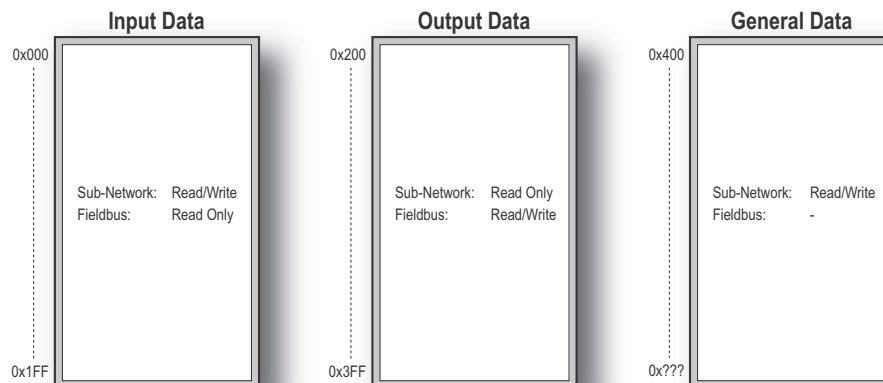 Input Data
0x000
Sub-Network: Read/Write
Fieldbus: Read Only
0x1FF
Output Data
0x200
Sub-Network: Read Only
Fieldbus: Read/Write
0x3FF
General Data
0x400
Sub-Network: Read/Write
Fieldbus: -
0x???